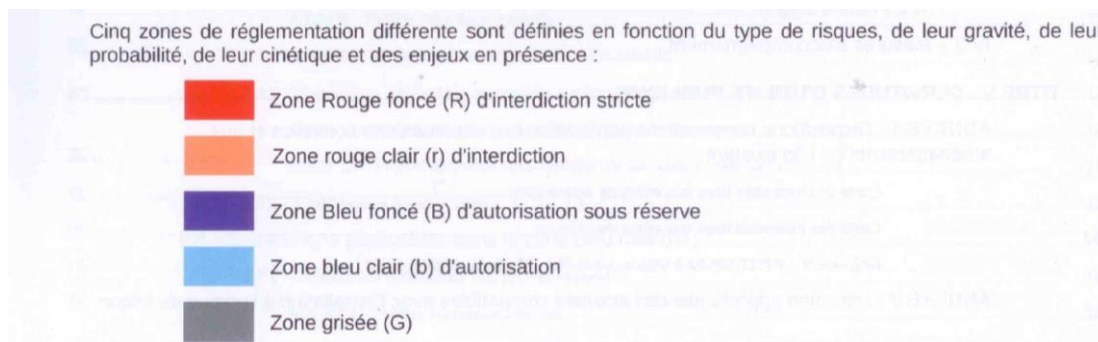 Cinq zones de réglementation différente sont définies en fonction du type de risques, de leur gravité, de leur
probabilité, de leur cinétique et des enjeux en présence :
Zone Rouge foncé (R) d'interdiction stricte
Zone rouge clair (r) d'interdiction
Zone Bleu foncé (B) d'autorisation sous réserve
Zone bleu clair (b) d'autorisation
Zone grisée (G)